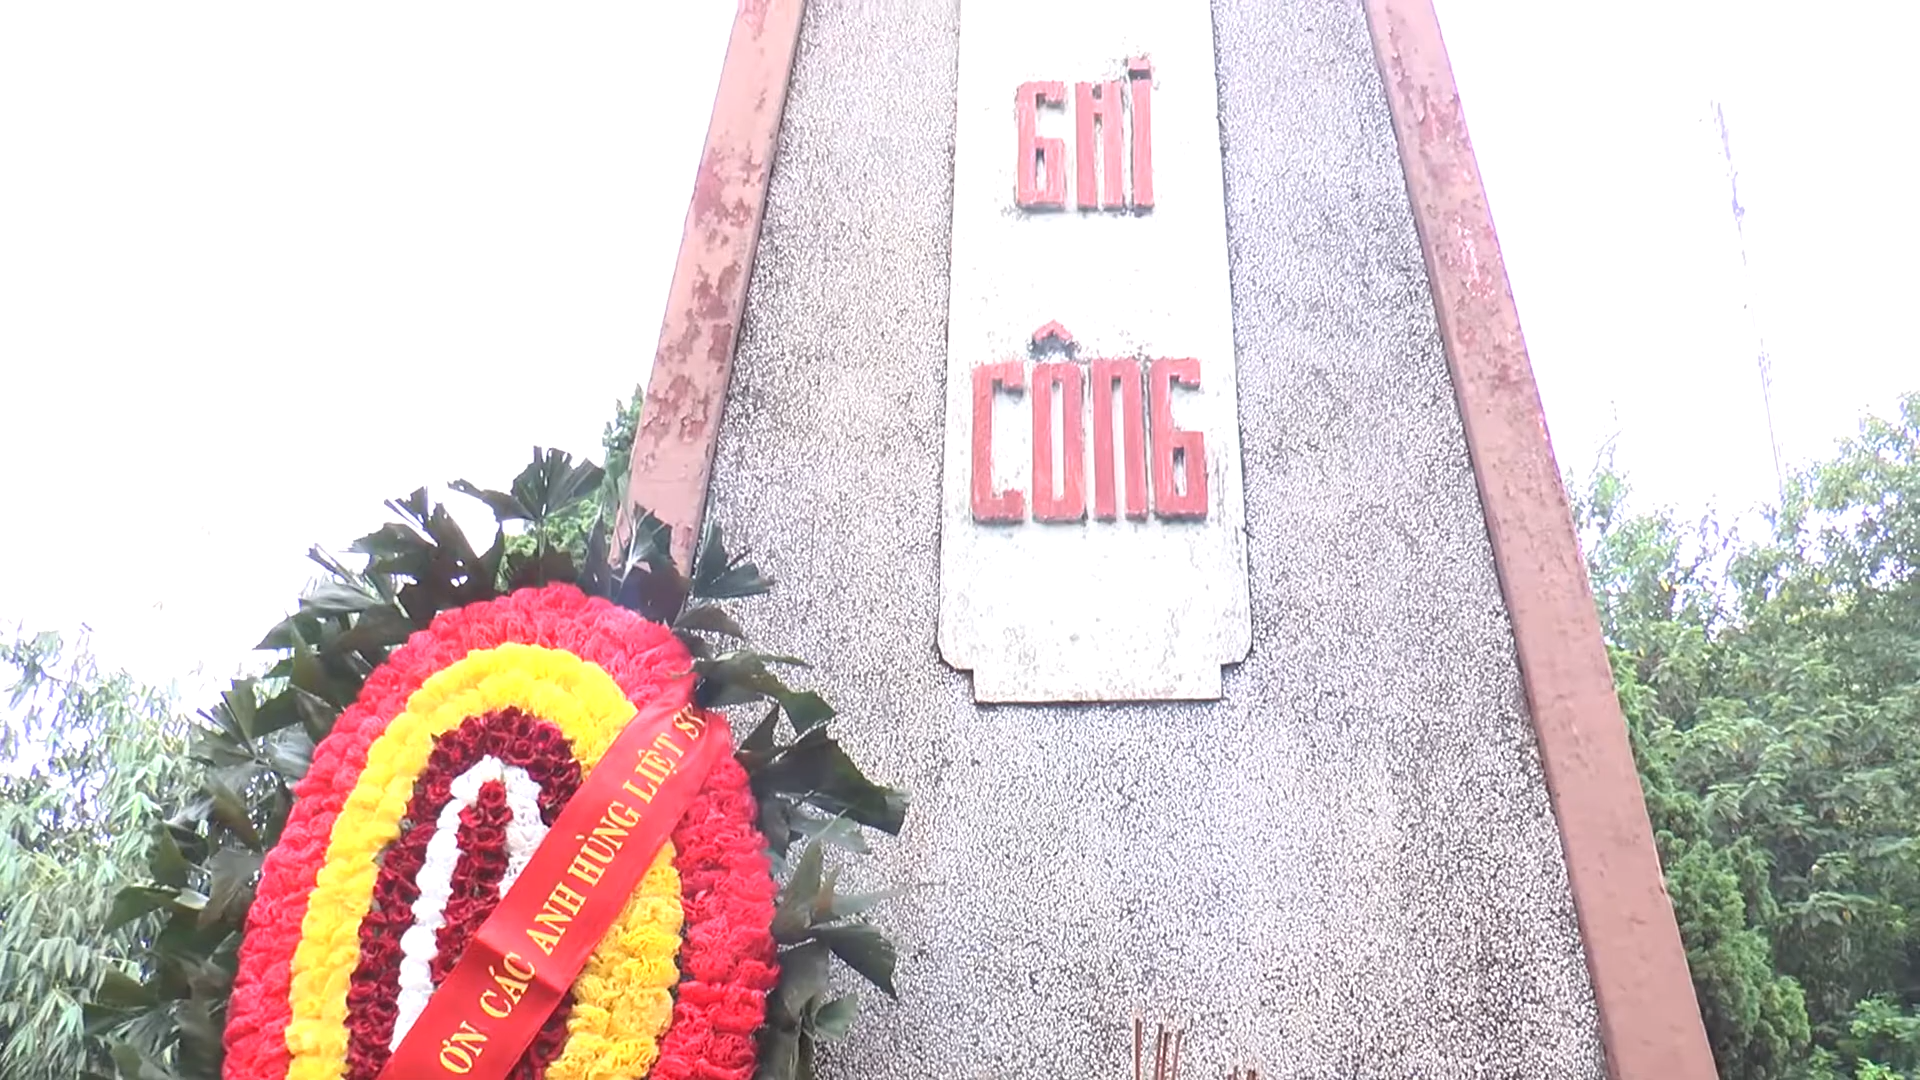 GHI
CÔNG
ƠN CÁC ANH HÙNG LIỆT S